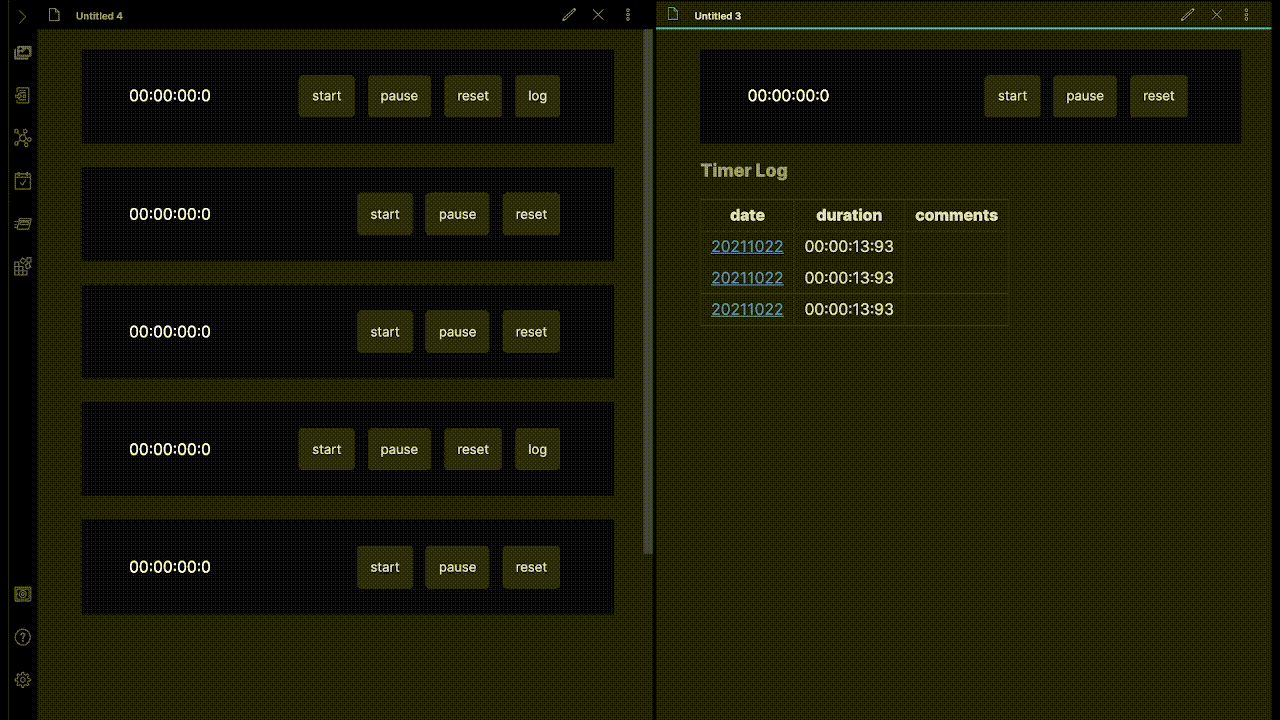 Untitled 4
00:00:00:0 start pause reset log
00:00:00:0 start pause reset
00:00:00:0 start pause reset
00:00:00:0 start pause reset log
00:00:00:0 start pause reset
Untitled 3
00:00:00:0 start pause reset
Timer Log
date duration comments
20211022 00:00:13:93
20211022 00:00:13:93
20211022 00:00:13:93